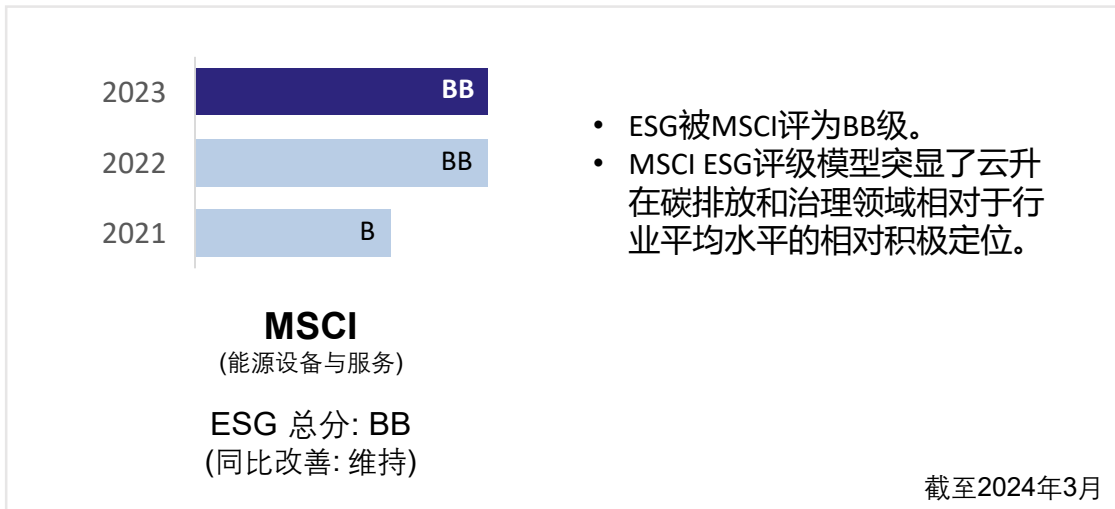 2023 BB
2022 BB
2021 B
MSCI
(能源设备与服务)
ESG 总分: BB
(同比改善: 维持)
• ESG被MSCI评为BB级。
• MSCI ESG评级模型突显了云升
在碳排放和治理领域相对于行
业平均水平的相对积极定位。
截至2024年3月